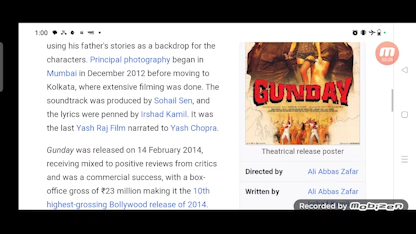 1:00
using his father's stories as a backdrop for the
characters. Principal photography began in
Mumbai in December 2012 before moving to
Kolkata, where extensive filming was done. The
soundtrack was produced by Sohail Sen, and
the lyrics were penned by Irshad Kamil. It was
the last Yash Raj Film narrated to Yash Chopra.
Gunday was released on 14 February 2014,
receiving mixed to positive reviews from critics
and was a commercial success, with a box-
office gross of ₹23 million making it the 10th
highest-grossing Bollywood release of 2014.
GUNDAY
Theatrical release poster
Directed by Ali Abbas Zafar
Written by Ali Abbas Zafar
Recorded by Mobizen